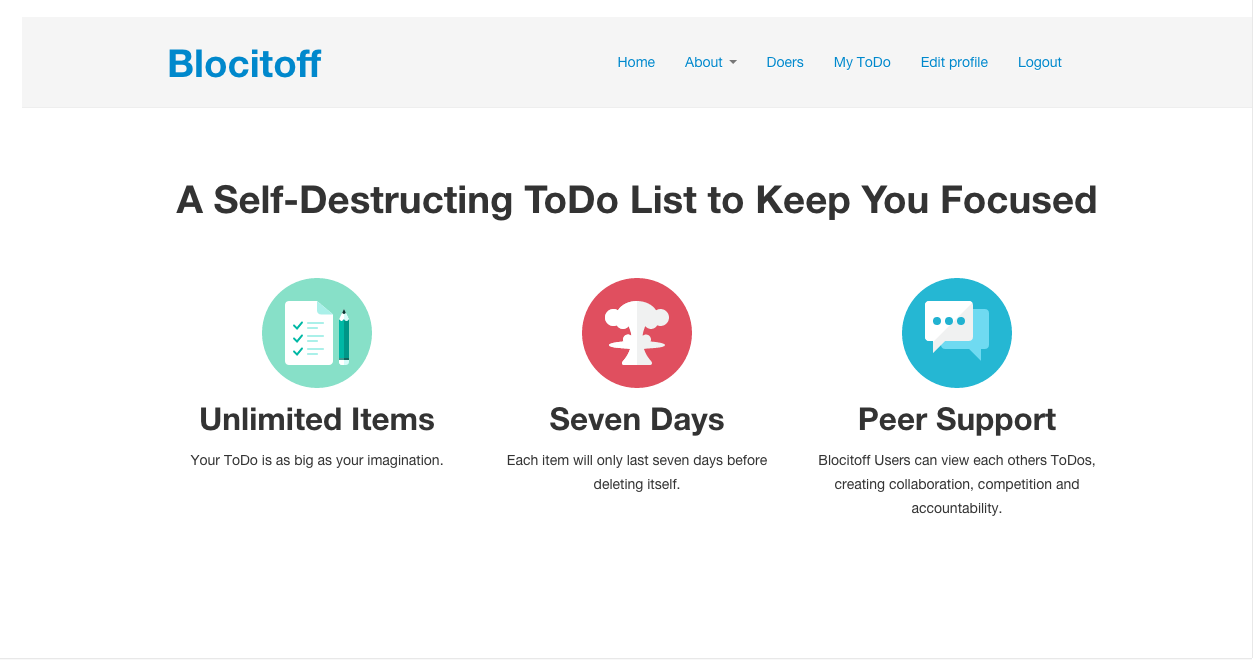 Blocitoff
Home About Doers My ToDo Edit profile Logout
A Self-Destructing ToDo List to Keep You Focused
Unlimited Items
Your ToDo is as big as your imagination.
Seven Days
Each item will only last seven days before
deleting itself.
Peer Support
Blocitoff Users can view each others ToDos,
creating collaboration, competition and
accountability.